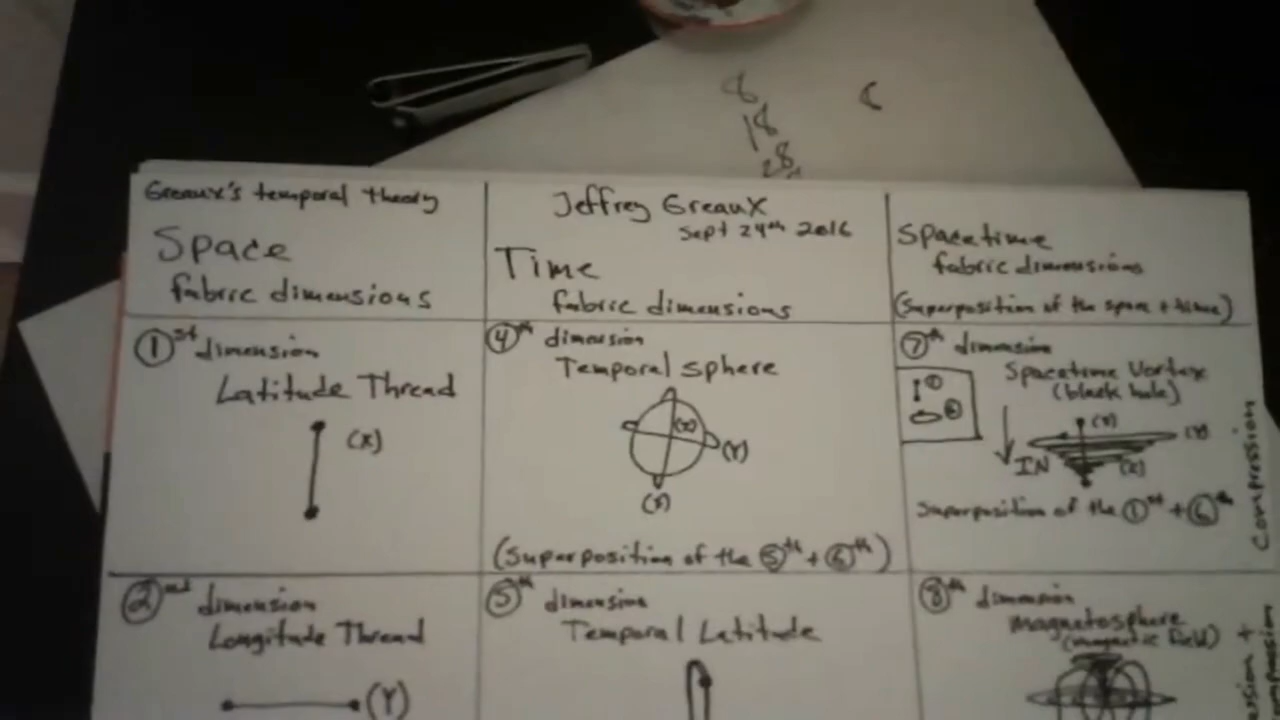 8
18
28
Greaux's temporal theory
Space
fabric dimensions
Jeffrey Greaux
Sept 24th 2016
Time
fabric dimensions
Spacetime
fabric dimensions
(Superposition of the space + time)
1st dimension
Latitude Thread
(X)
4th dimension
Temporal sphere
(X)
(Y)
(X)
(Superposition of the 5th + 6th)
7th dimension
Spacetime Vortex
(black hole)
(Y)
IN
Superposition of the 1st + 6th
Compression
2nd dimension
Longitude Thread
(Y)
5th dimension
Temporal Latitude
8th dimension
Magnetosphere
(magnetic field)